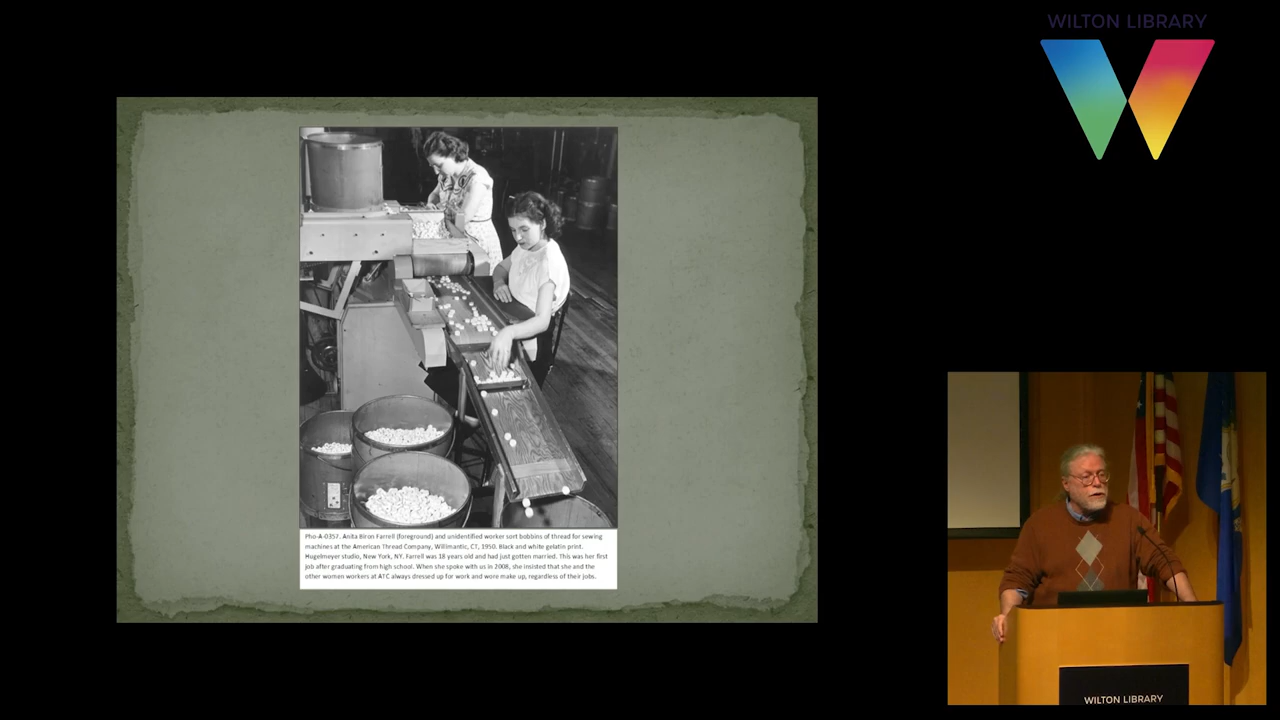 WILTON LIBRARY
Pho-A-0357. Anita Biron Farrell (foreground) and unidentified worker sort bobbins of thread for sewing
machines at the American Thread Company, Willimantic, CT, 1950. Black and white gelatin print.
Hugelmeyer studio, New York, NY. Farrell was 18 years old and had just gotten married. This was her first
job after graduating from high school. When she spoke with us in 2008, she insisted that she and the
other women workers at ATC always dressed up for work and wore make up, regardless of their jobs.
WILTON LIBRARY